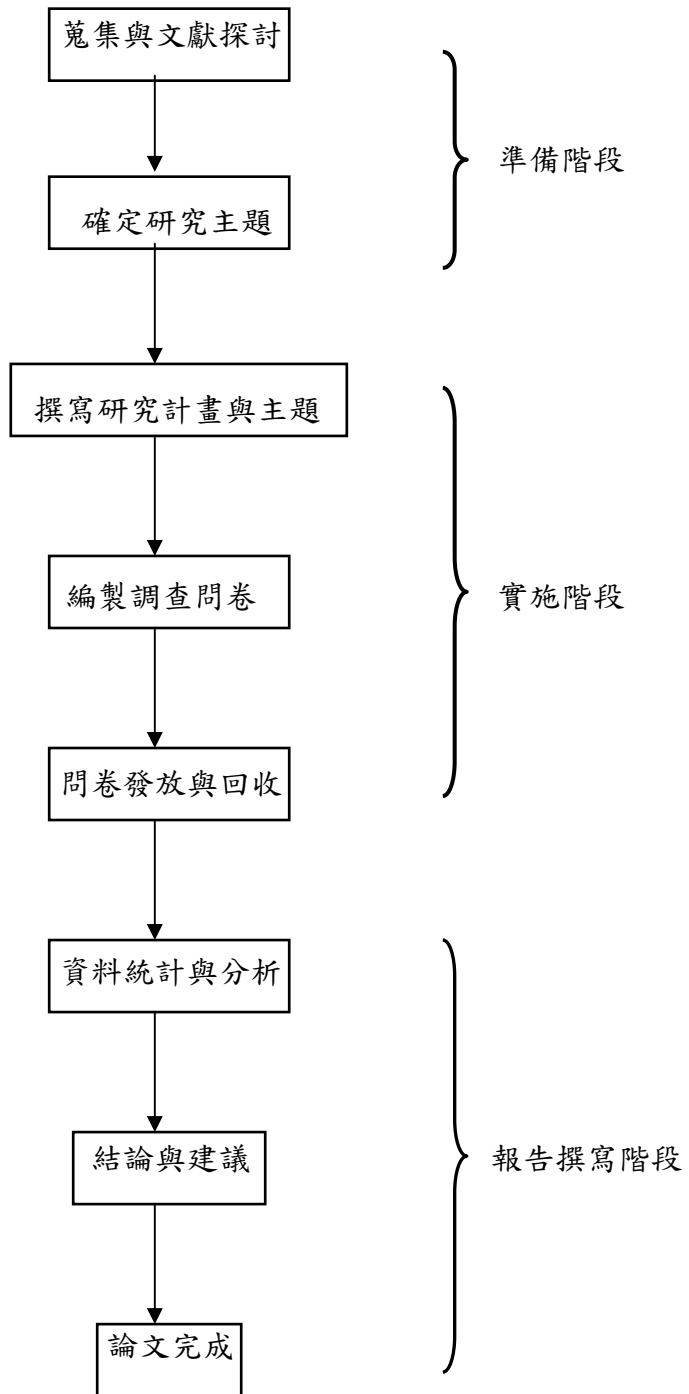 蒐集與文獻探討
準備階段
確定研究主題
撰寫研究計畫與主題
編製調查問卷
實施階段
問卷發放與回收
資料統計與分析
結論與建議
報告撰寫階段
論文完成